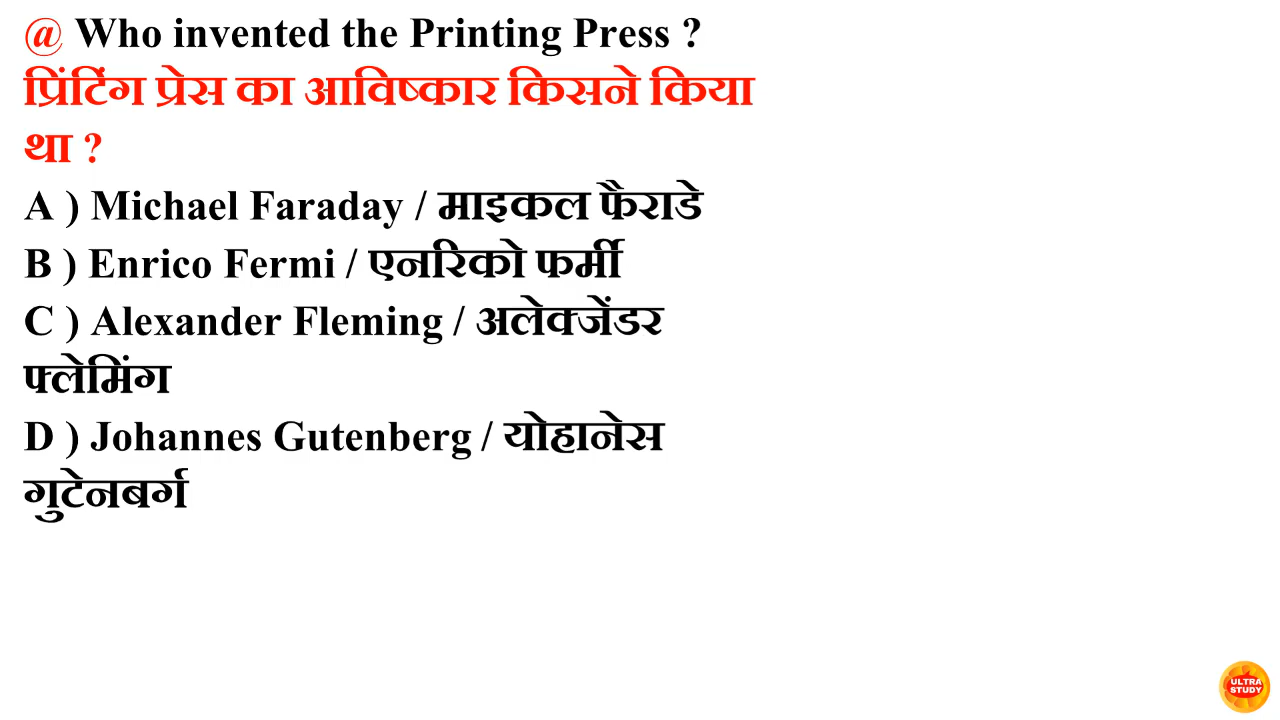 @ Who invented the Printing Press ?
प्रिंटिंग प्रेस का आविष्कार किसने किया
था ?
A ) Michael Faraday / माइकल फैराडे
B ) Enrico Fermi / एनरिको फर्मी
C ) Alexander Fleming / अलेक्जेंडर
फ्लेमिंग
D ) Johannes Gutenberg / योहानेस
गुटेनबर्ग
ULTRA
STUDY